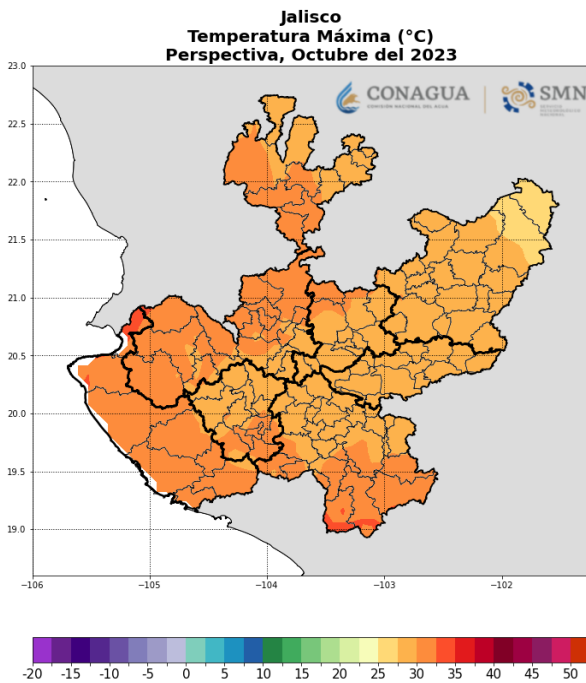 Jalisco
Temperatura Máxima (°C)
Perspectiva, Octubre del 2023
23.0
CONAGUA
COMISIÓN NACIONAL DEL AGUA
SMN
22.5
22.0
21.5
21.0
20.5
20.0
19.5
19.0
−106 −105 −104 −103 −102
-20 -15 -10 -5 0 5 10 15 20 25 30 35 40 45 50